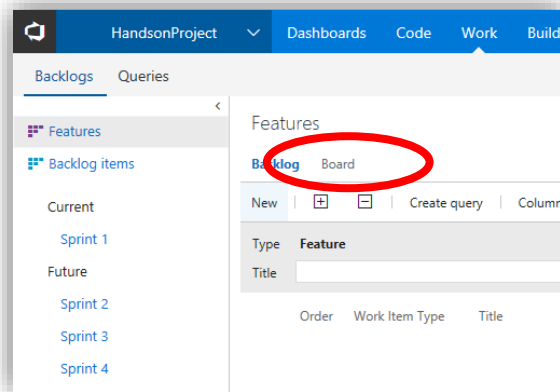 HandsonProject Dashboards Code Work Build
Backlogs Queries
Features
Backlog items
Current
Sprint 1
Future
Sprint 2
Sprint 3
Sprint 4
Features
Backlog Board
New Create query Column
Type Feature
Title
Order Work Item Type Title